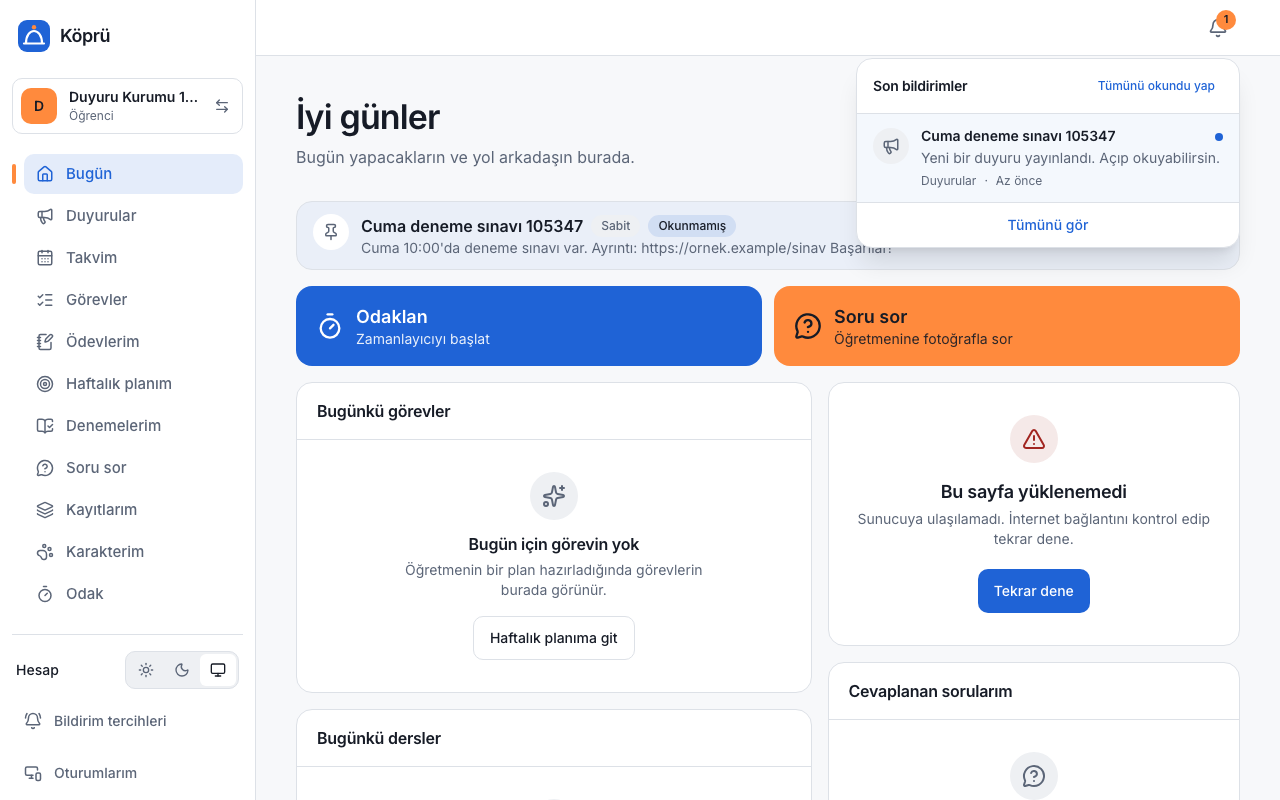 Köprü
1
D
Duyuru Kurumu 1...
Öğrenci
Bugün
Duyurular
Takvim
Görevler
Ödevlerim
Haftalık planım
Denemelerim
Soru sor
Kayıtlarım
Karakterim
Odak
Hesap
Bildirim tercihleri
Oturumlarım
İyi günler
Bugün yapacakların ve yol arkadaşın burada.
Son bildirimler
Tümünü okundu yap
Cuma deneme sınavı 105347
Yeni bir duyuru yayınlandı. Açıp okuyabilirsin.
Duyurular · Az önce
Tümünü gör
Cuma deneme sınavı 105347 Sabit Okunmamış
Cuma 10:00'da deneme sınavı var. Ayrıntı: https://ornek.example/sinav Başarılar!
Odaklan
Zamanlayıcıyı başlat
Soru sor
Öğretmenine fotoğrafla sor
Bugünkü görevler
Bugün için görevin yok
Öğretmenin bir plan hazırladığında görevlerin
burada görünür.
Haftalık planıma git
Bugünkü dersler
Bu sayfa yüklenemedi
Sunucuya ulaşılamadı. İnternet bağlantını kontrol edip
tekrar dene.
Tekrar dene
Cevaplanan sorularım